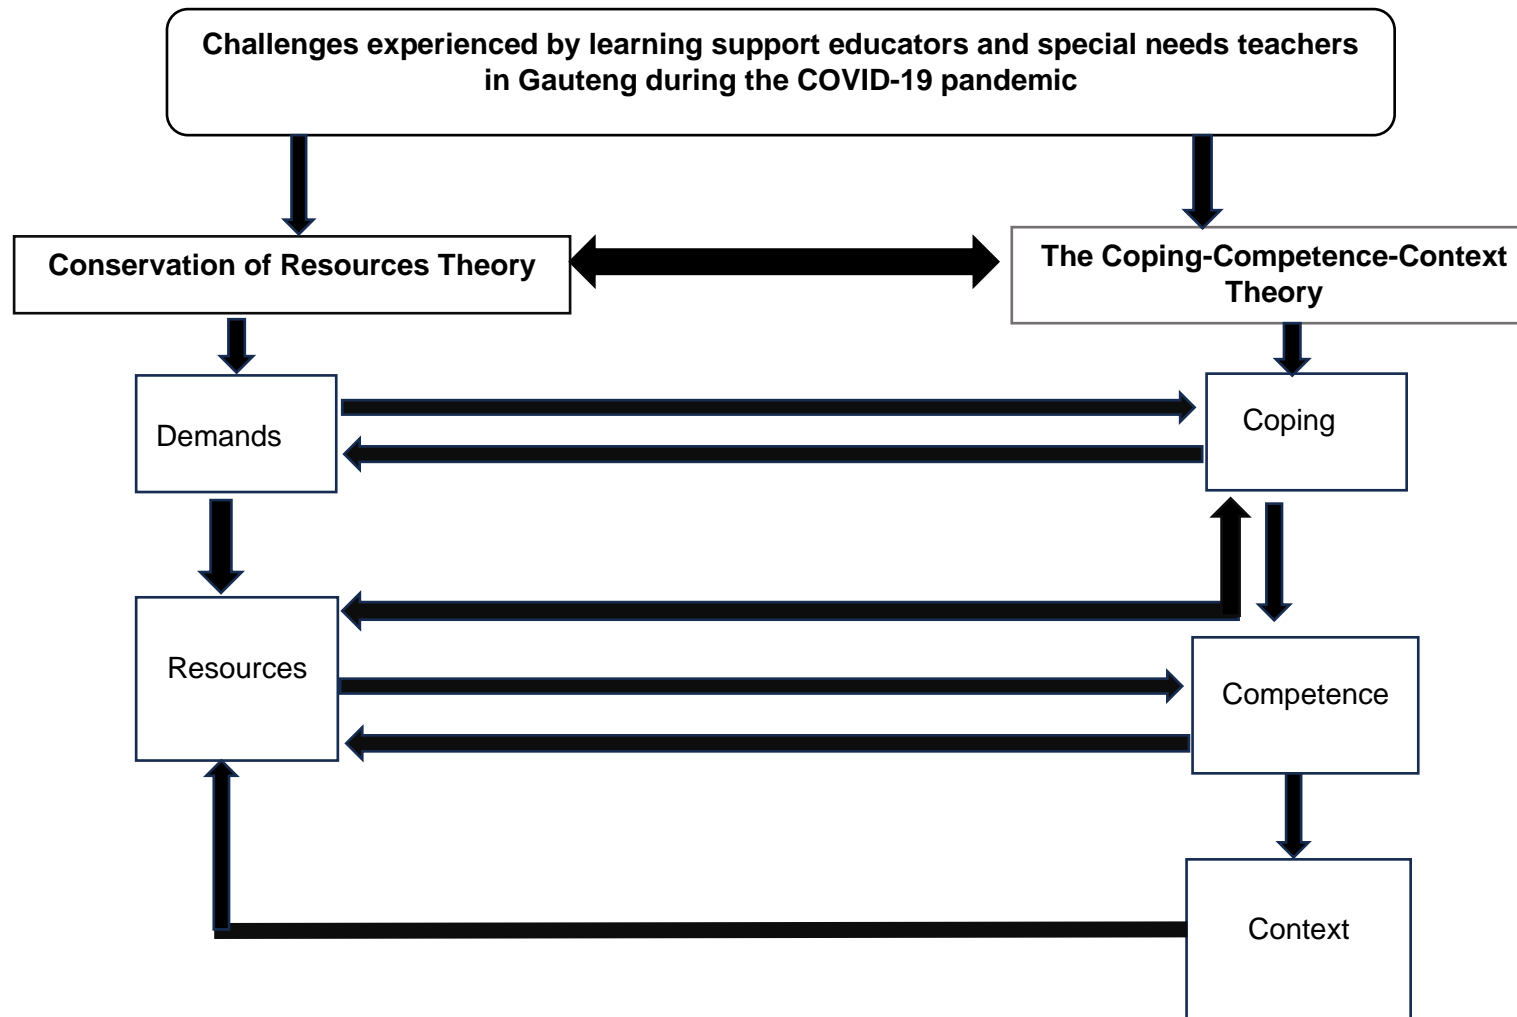 Challenges experienced by learning support educators and special needs teachers
in Gauteng during the COVID-19 pandemic
Conservation of Resources Theory
The Coping-Competence-Context
Theory
Demands
Coping
Resources
Competence
Context